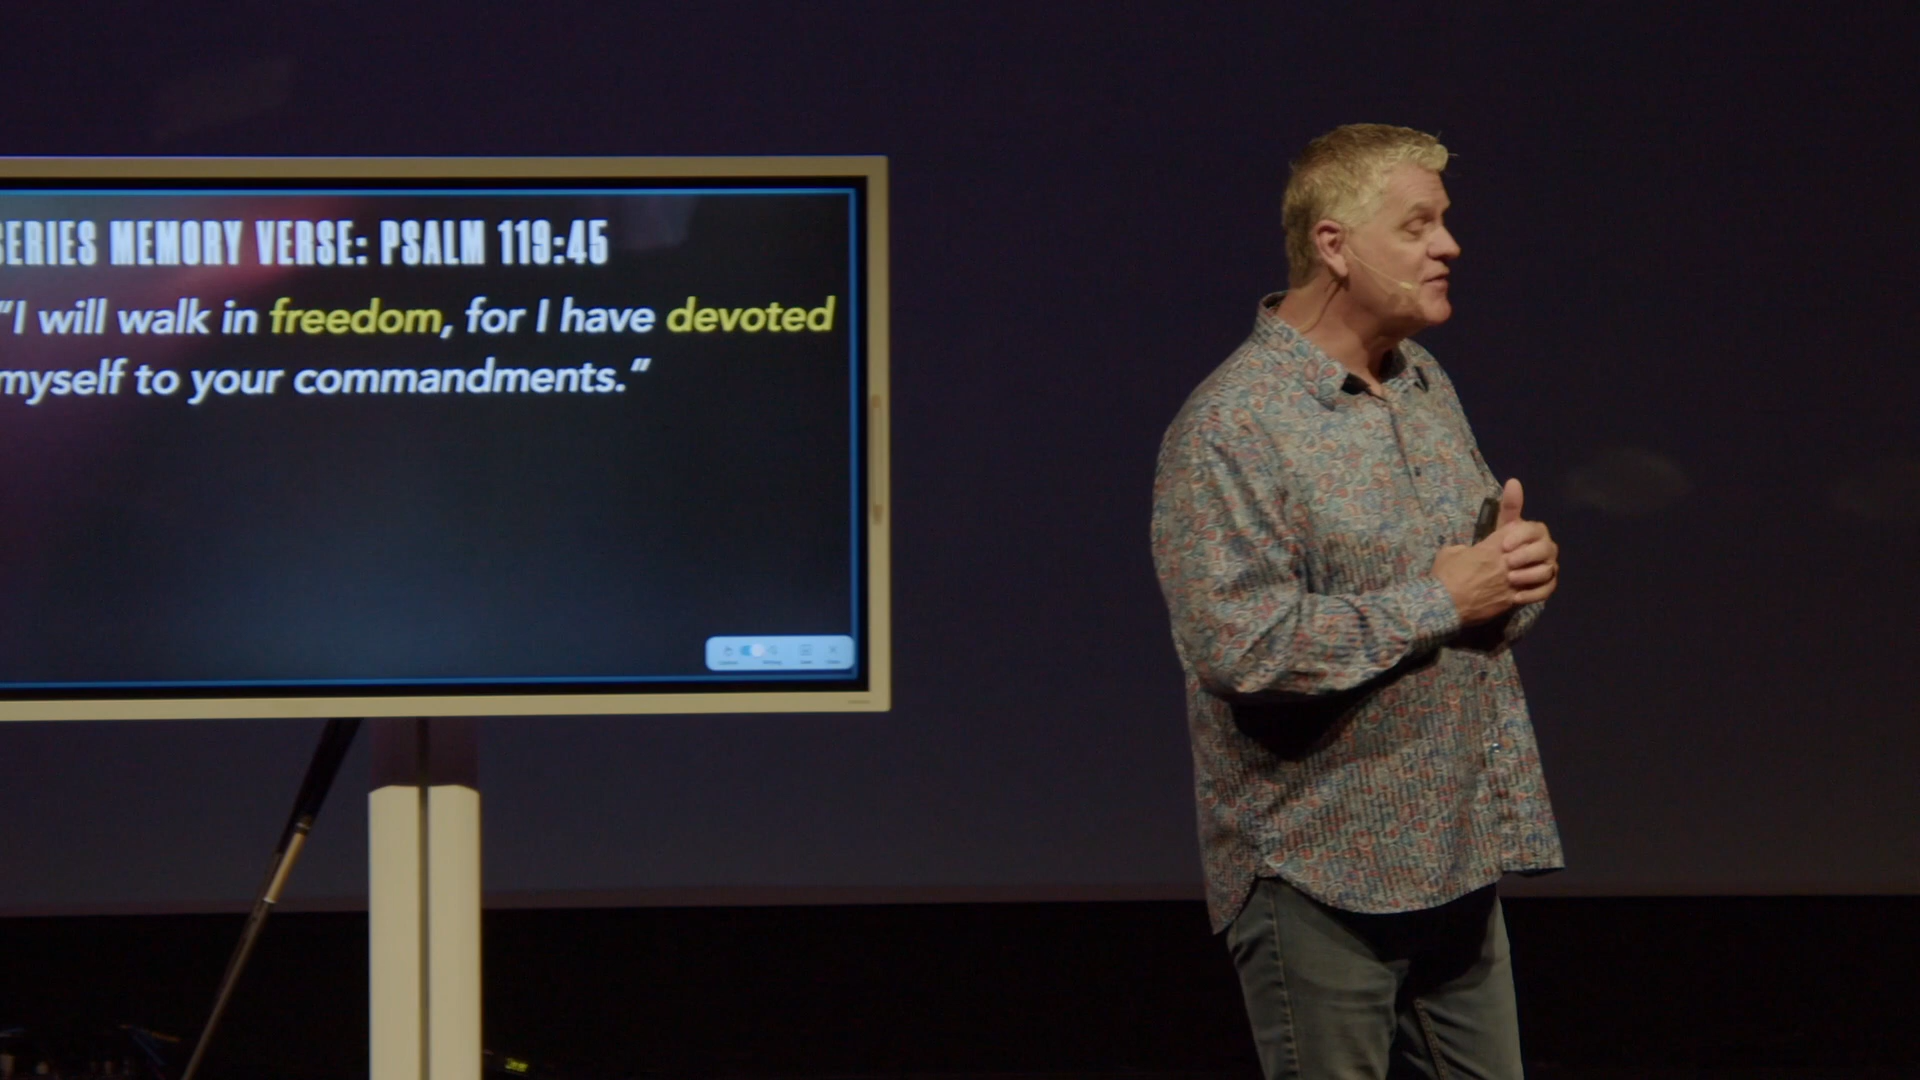 SERIES MEMORY VERSE: PSALM 119:45
"I will walk in freedom, for I have devoted
myself to your commandments."